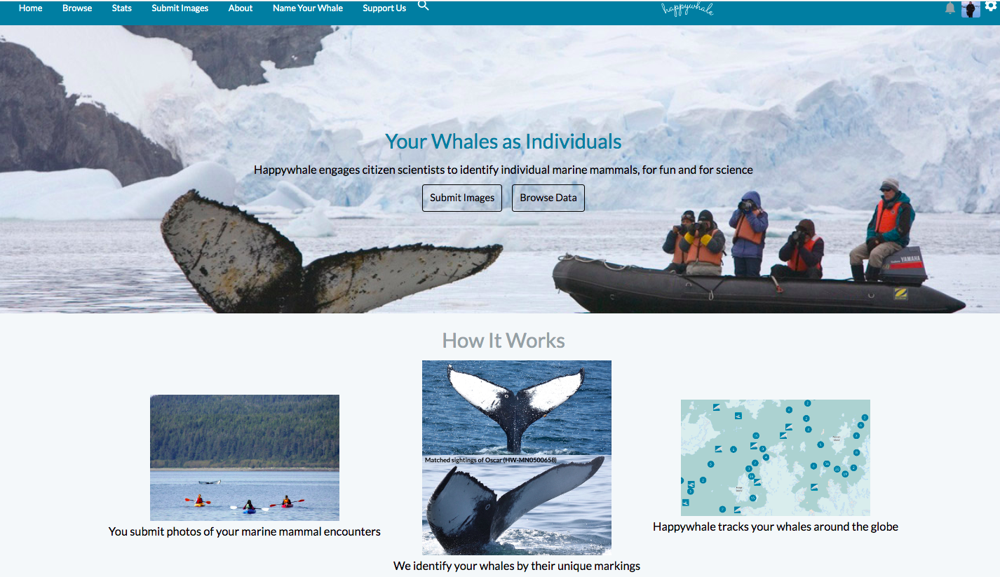 Home Browse Stats Submit Images About Name Your Whale Support Us happywhale
Your Whales as Individuals
Happywhale engages citizen scientists to identify individual marine mammals, for fun and for science
Submit Images Browse Data
YAMAHA
How It Works
Matched sightings of Oscar (HW-MN0500658)
You submit photos of your marine mammal encounters
We identify your whales by their unique markings
Happywhale tracks your whales around the globe